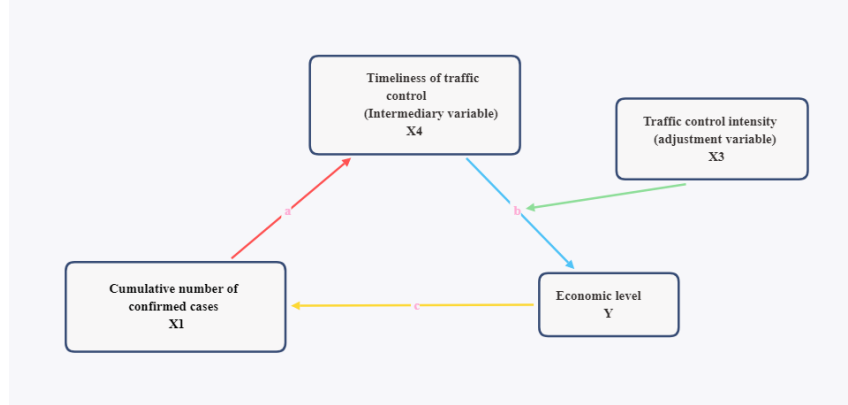 Timeliness of traffic
control
(Intermediary variable)
X4
Traffic control intensity
(adjustment variable)
X3
a
b
Cumulative number of
confirmed cases
X1
Economic level
Y
c